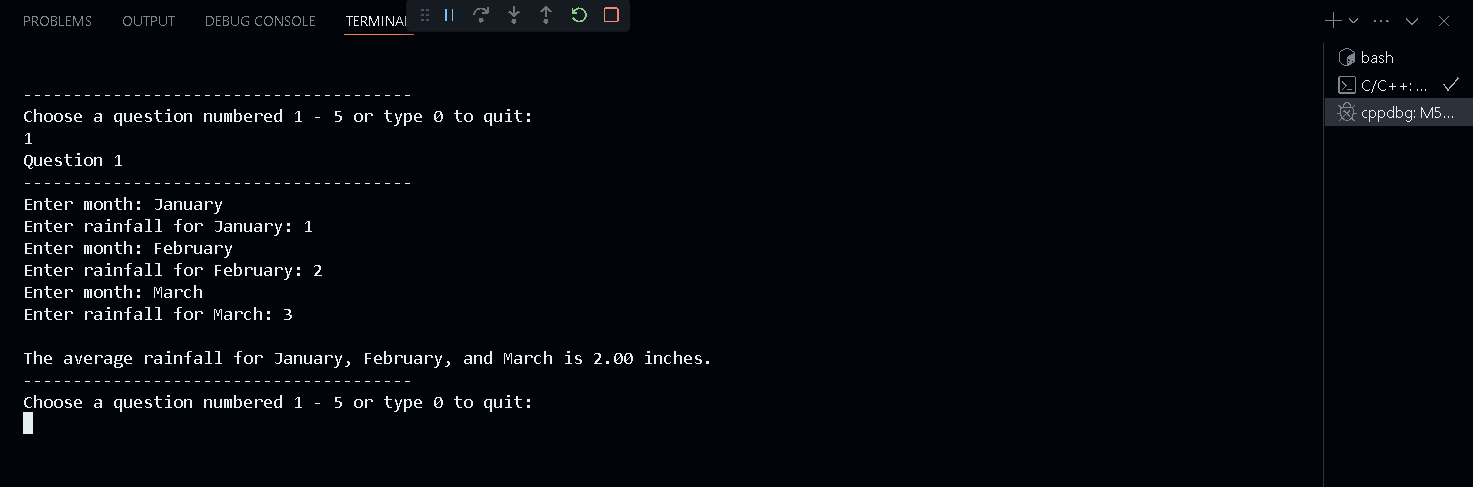 PROBLEMS OUTPUT DEBUG CONSOLE TERMINAL
---------------------------------------
Choose a question numbered 1 - 5 or type 0 to quit:
1
Question 1
---------------------------------------
Enter month: January
Enter rainfall for January: 1
Enter month: February
Enter rainfall for February: 2
Enter month: March
Enter rainfall for March: 3
The average rainfall for January, February, and March is 2.00 inches.
---------------------------------------
Choose a question numbered 1 - 5 or type 0 to quit:
bash
C/C++: ...
cppdbg: M5...